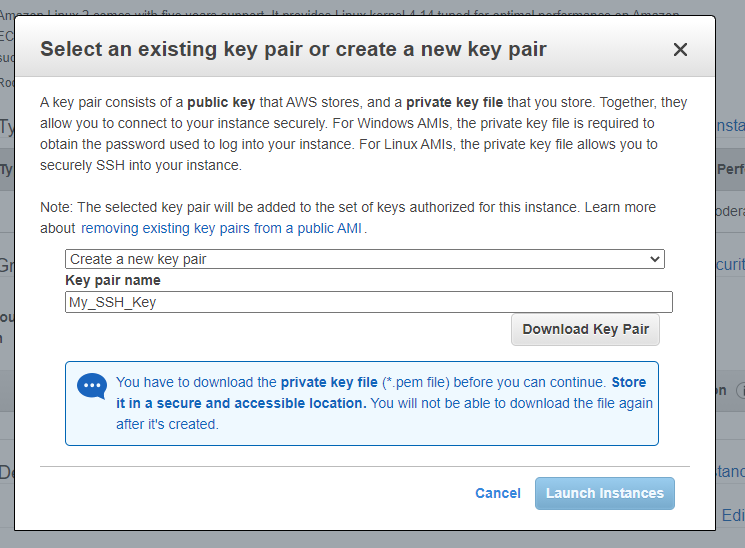 Amazon Linux 2 comes with five years support. It provides Linux kernel 4.14 tuned for optimal performance on Amazon
Select an existing key pair or create a new key pair
A key pair consists of a public key that AWS stores, and a private key file that you store. Together, they
allow you to connect to your instance securely. For Windows AMIs, the private key file is required to
obtain the password used to log into your instance. For Linux AMIs, the private key file allows you to
securely SSH into your instance.
Note: The selected key pair will be added to the set of keys authorized for this instance. Learn more
about removing existing key pairs from a public AMI.
Create a new key pair
Key pair name
My_SSH_Key
Download Key Pair
You have to download the private key file (*.pem file) before you can continue. Store
it in a secure and accessible location. You will not be able to download the file again
after it's created.
Cancel
Launch Instances